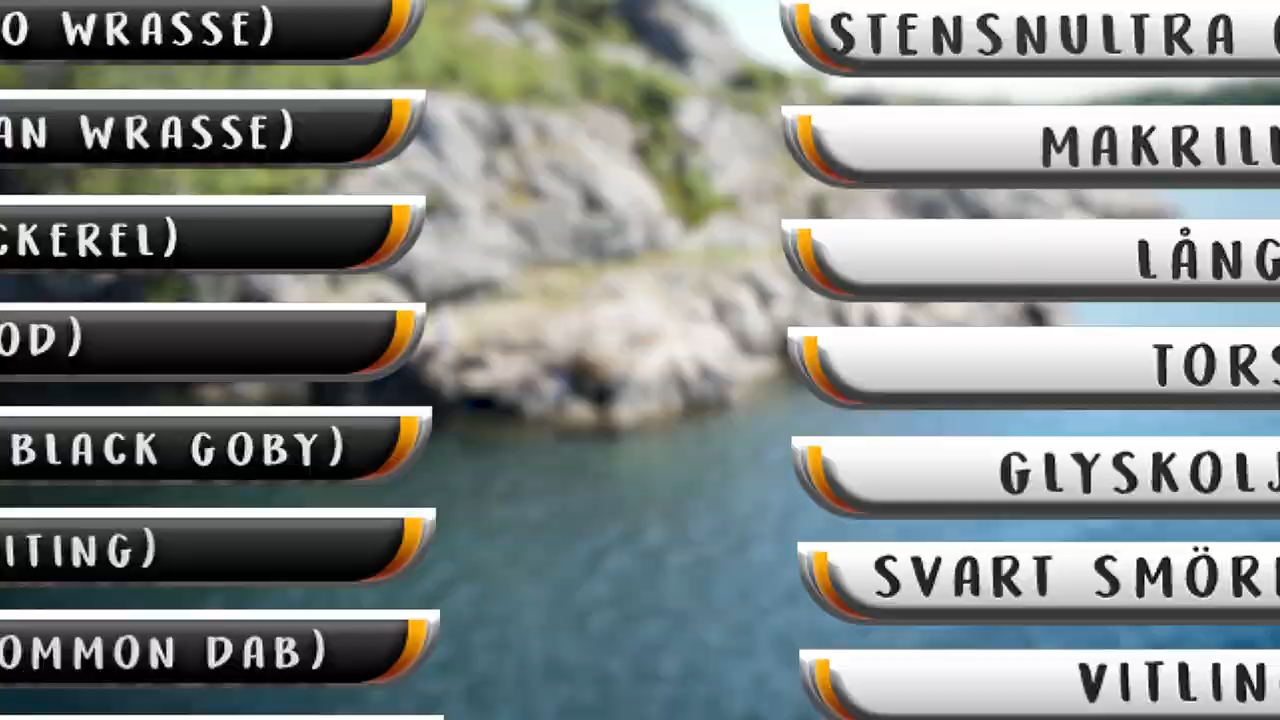 O WRASSE)
AN WRASSE)
CKEREL)
OD)
BLACK GOBY)
ITING)
OMMON DAB)
STENSNULTRA
MAKRILL
LÅNG
TORS
GLYSKOLJ
SVART SMÖR
VITLIN